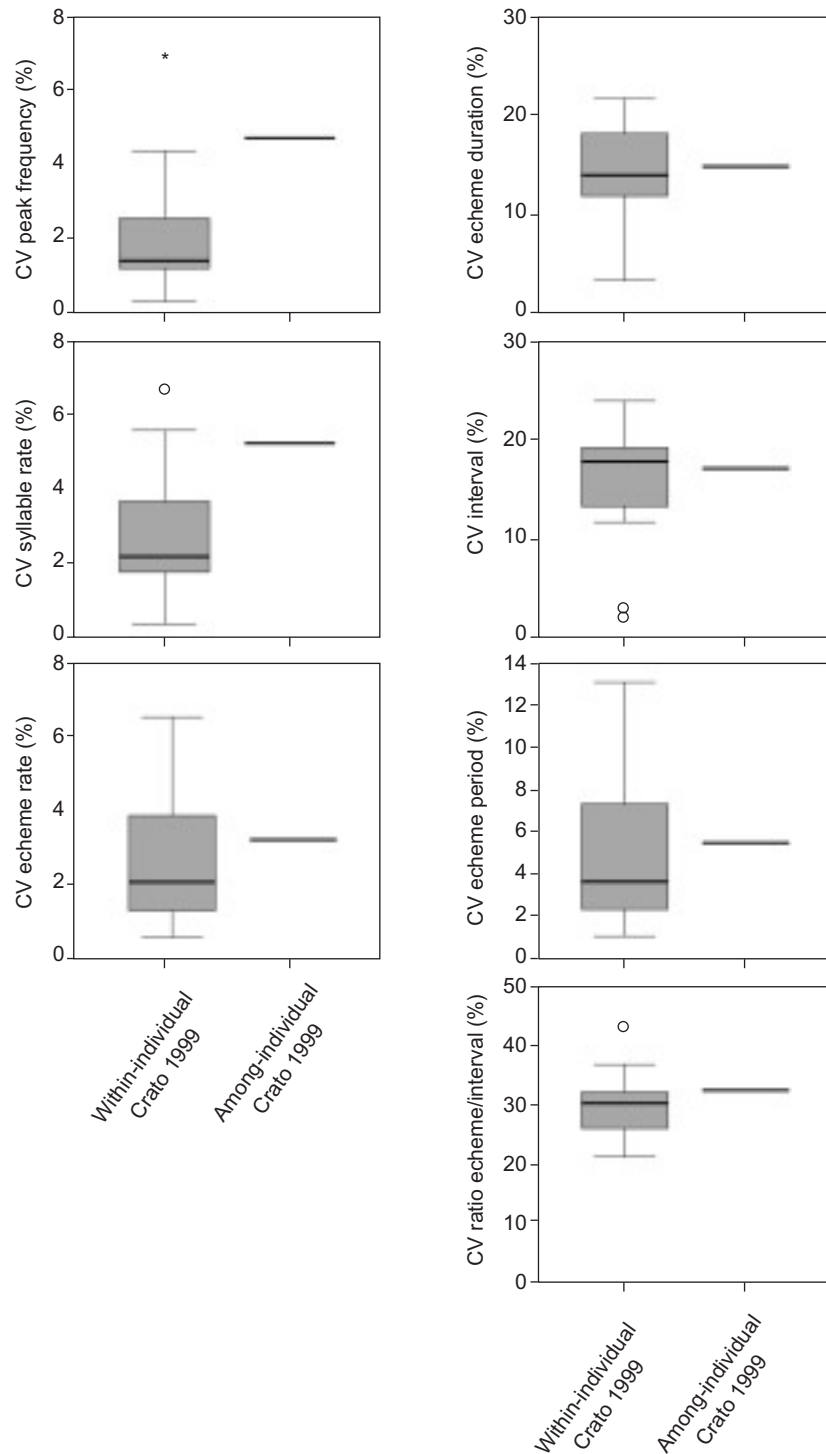 CV peak frequency (%)
8
6
4
2
0
*
CV echeme duration (%)
30
20
10
0
CV syllable rate (%)
8
6
4
2
0
CV interval (%)
30
20
10
0
CV echeme rate (%)
8
6
4
2
0
CV echeme period (%)
14
12
10
8
6
4
2
0
Within-individual
Crato 1999
Among-individual
Crato 1999
CV ratio echeme/interval (%)
50
40
30
20
10
0
Within-individual
Crato 1999
Among-individual
Crato 1999